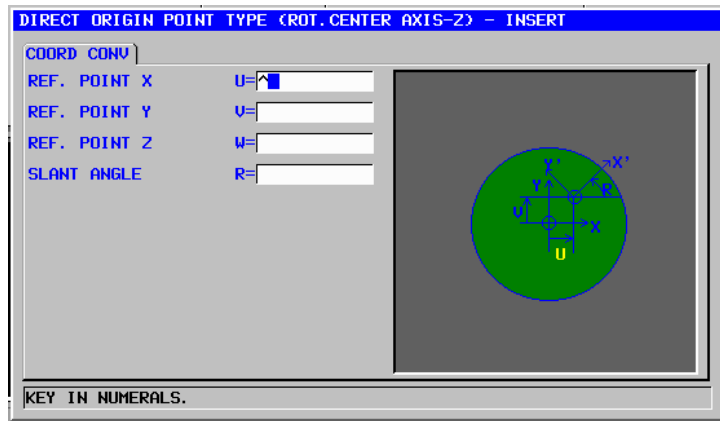 DIRECT ORIGIN POINT TYPE (ROT.CENTER AXIS-Z) - INSERT
COORD CONV
REF. POINT X U=^
REF. POINT Y V=
REF. POINT Z W=
SLANT ANGLE R=
Y' X'
Y R
V X
U
KEY IN NUMERALS.